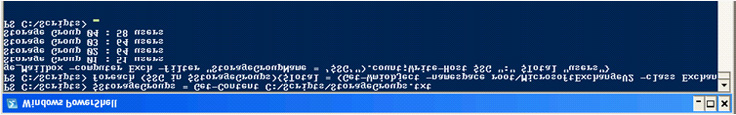 Windows PowerShell
PS C:\Scripts> $StorageGroups = Get-Content C:\Scripts\StorageGroups.txt
PS C:\Scripts> foreach ($SG in $StorageGroups){$Total = (Get-Wmiobject -namespace root/MicrosoftExchangeV2 -class Exchan
ge_Mailbox -computer Exch -Filter "StorageGroupName = '$SG'").count;Write-Host $SG ":" $Total "users"}
Storage Group 01 : 51 users
Storage Group 02 : 64 users
Storage Group 03 : 64 users
Storage Group 04 : 58 users
PS C:\Scripts> _